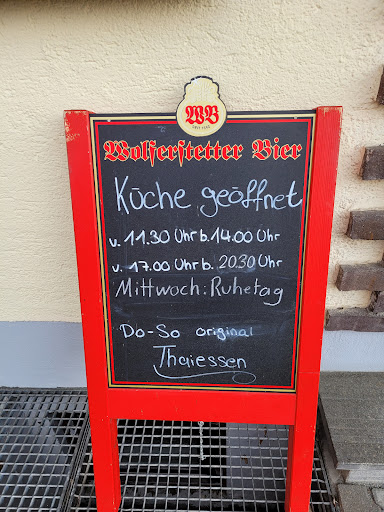 WB
Wolferstetter Bier
Küche geöffnet
v. 11.30 Uhr b. 14.00 Uhr
v. 17.00 Uhr b. 20.30 Uhr
Mittwoch: Ruhetag
Do-So original
Thaiessen